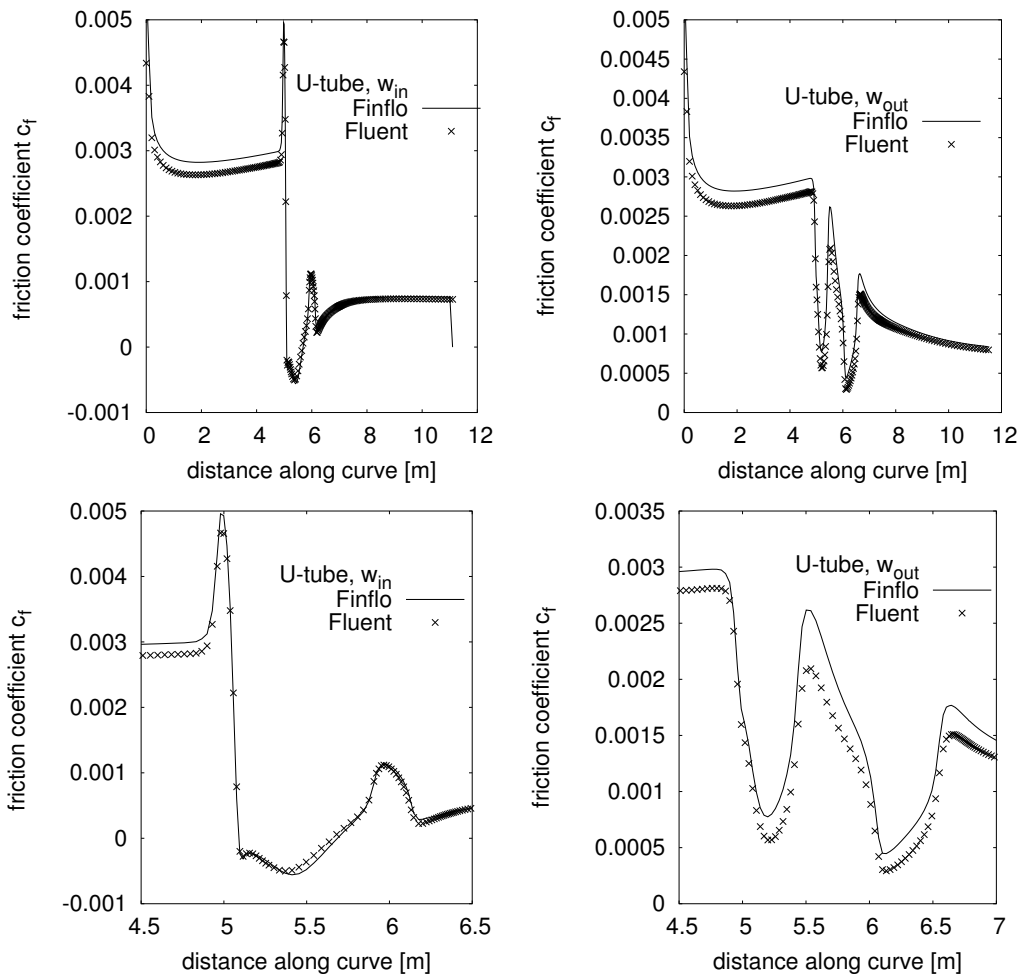 0.005
0.004
0.003
0.002
0.001
0
-0.001
0 2 4 6 8 10 12
friction coefficient c_f
distance along curve [m]
U-tube, w_in
Finflo
Fluent
0.005
0.0045
0.004
0.0035
0.003
0.0025
0.002
0.0015
0.001
0.0005
0
0 2 4 6 8 10 12
friction coefficient c_f
distance along curve [m]
U-tube, w_out
Finflo
Fluent
0.005
0.004
0.003
0.002
0.001
0
-0.001
4.5 5 5.5 6 6.5
friction coefficient c_f
distance along curve [m]
U-tube, w_in
Finflo
Fluent
0.0035
0.003
0.0025
0.002
0.0015
0.001
0.0005
0
4.5 5 5.5 6 6.5 7
friction coefficient c_f
distance along curve [m]
U-tube, w_out
Finflo
Fluent